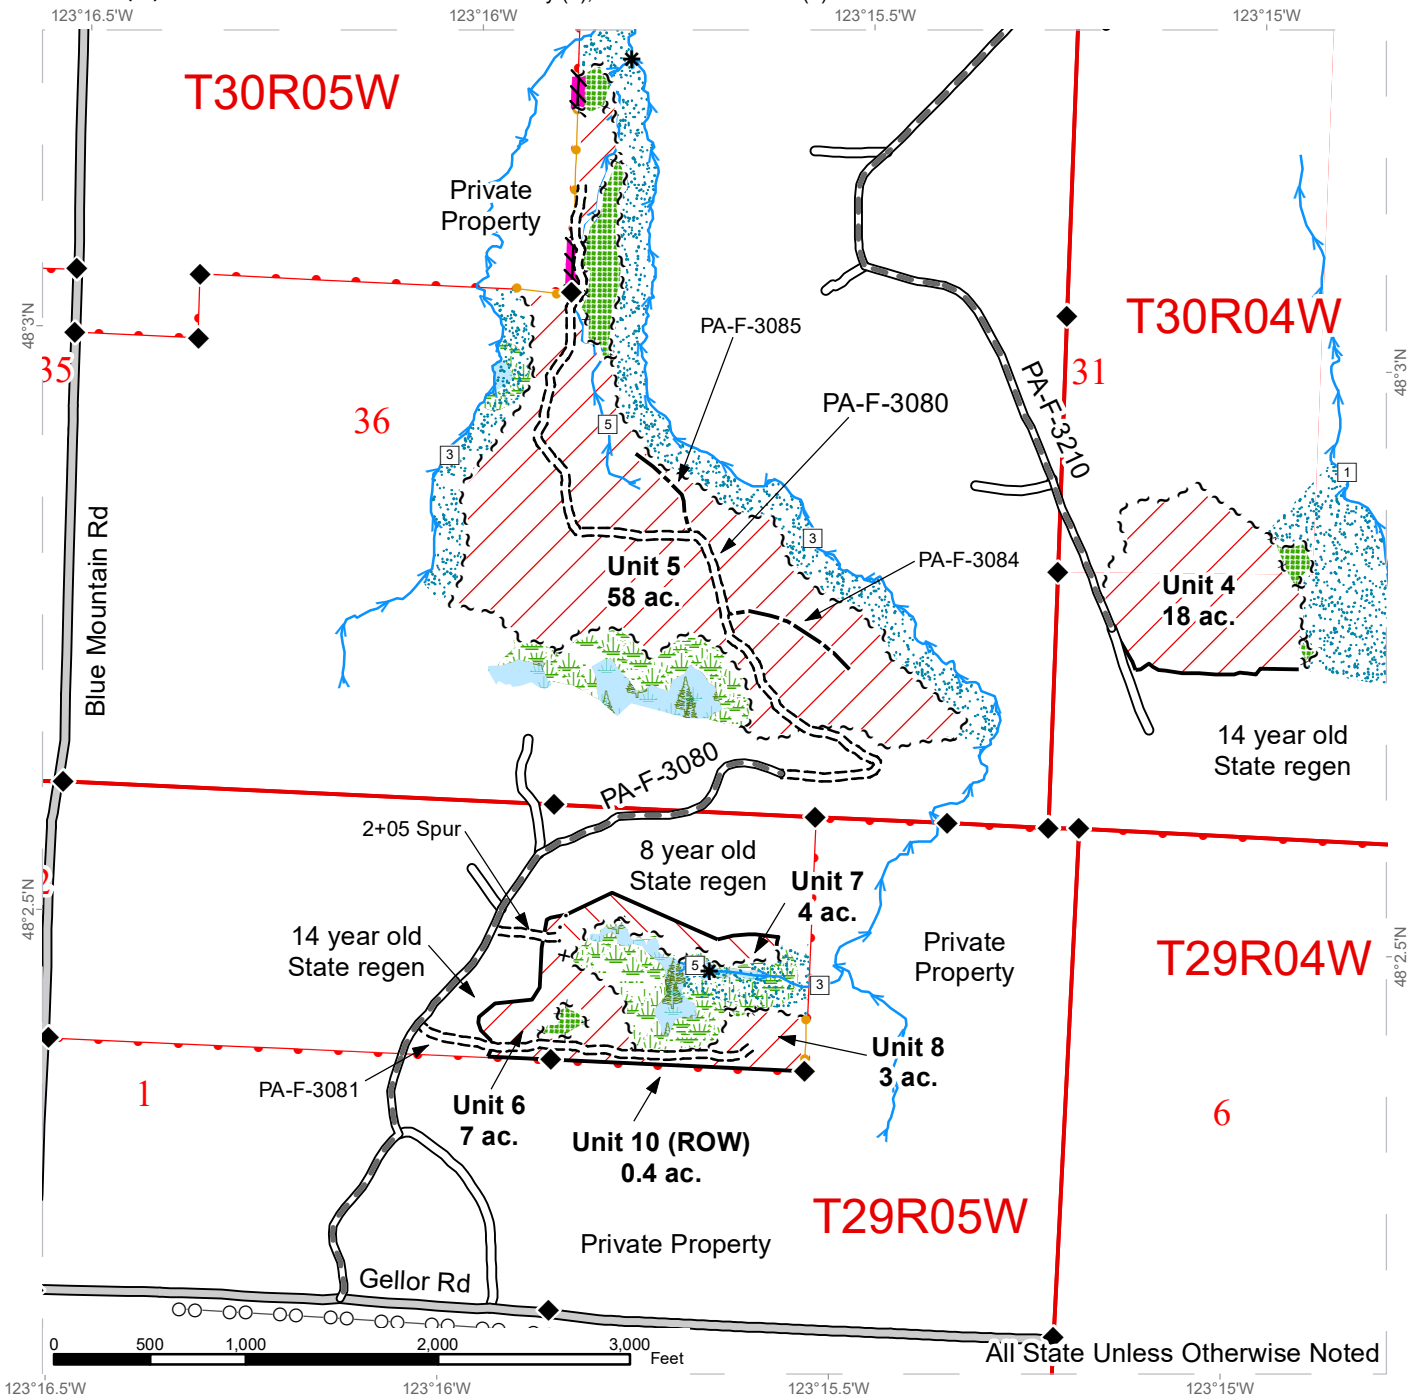 123°16.5'W
123°16'W
123°15.5'W
123°15'W
T30R05W
Private
Property
T30R04W
48°3'N
48°3'N
PA-F-3085
35
31
PA-F-3080
36
PA-F-3210
5
3
1
3
Blue Mountain Rd
Unit 5
58 ac.
PA-F-3084
Unit 4
18 ac.
14 year old
State regen
PA-F-3080
2+05 Spur
8 year old
State regen
Unit 7
4 ac.
2
48°2.5'N
48°2.5'N
14 year old
State regen
Private
Property
T29R04W
5
3
Unit 8
3 ac.
PA-F-3081
1
6
Unit 6
7 ac.
Unit 10 (ROW)
0.4 ac.
T29R05W
Private Property
Gellor Rd
0 500 1,000 2,000 3,000
Feet
All State Unless Otherwise Noted
123°16.5'W
123°16'W
123°15.5'W
123°15'W